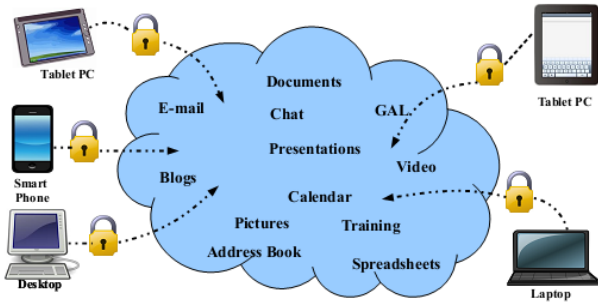 Tablet PC
Documents
E-mail
Chat
GAL
Tablet PC
Presentations
Video
Smart
Phone
Blogs
Calendar
Pictures
Training
Address Book
Spreadsheets
Desktop
Laptop